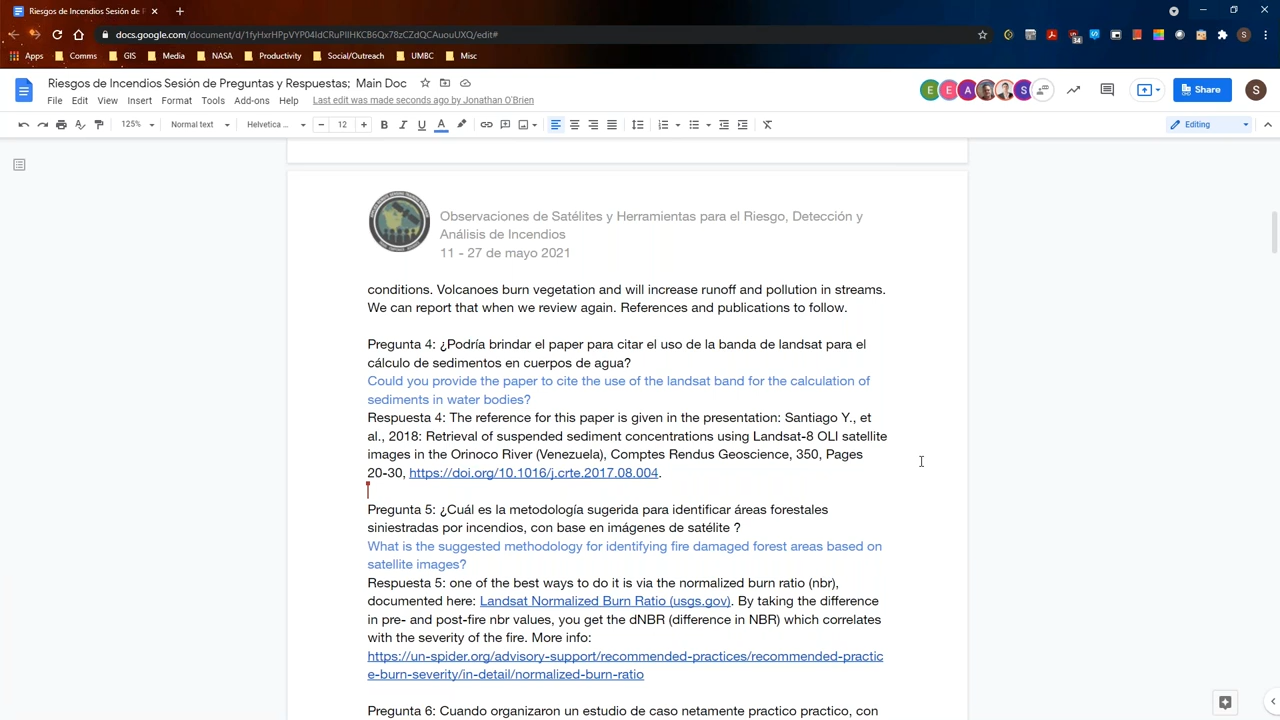 Riesgos de Incendios Sesión de P
docs.google.com/document/d/1fyHxrHPpVYP04IdCRuPIIHKCB6Qx78zCZdQCAuouUXQ/edit#
Apps Comms GIS Media NASA Productivity Social/Outreach UMBC Misc
Riesgos de Incendios Sesión de Preguntas y Respuestas; Main Doc
File Edit View Insert Format Tools Add-ons Help Last edit was made seconds ago by Jonathan O'Brien
E E A S Share S
125% Normal text Helvetica ... 12 B I U A Editing
Observaciones de Satélites y Herramientas para el Riesgo, Detección y
Análisis de Incendios
11 - 27 de mayo 2021
conditions. Volcanoes burn vegetation and will increase runoff and pollution in streams.
We can report that when we review again. References and publications to follow.
Pregunta 4: ¿Podría brindar el paper para citar el uso de la banda de landsat para el
cálculo de sedimentos en cuerpos de agua?
Could you provide the paper to cite the use of the landsat band for the calculation of
sediments in water bodies?
Respuesta 4: The reference for this paper is given in the presentation: Santiago Y., et
al., 2018: Retrieval of suspended sediment concentrations using Landsat-8 OLI satellite
images in the Orinoco River (Venezuela), Comptes Rendus Geoscience, 350, Pages
20-30, https://doi.org/10.1016/j.crte.2017.08.004.
Pregunta 5: ¿Cuál es la metodología sugerida para identificar áreas forestales
siniestradas por incendios, con base en imágenes de satélite ?
What is the suggested methodology for identifying fire damaged forest areas based on
satellite images?
Respuesta 5: one of the best ways to do it is via the normalized burn ratio (nbr),
documented here: Landsat Normalized Burn Ratio (usgs.gov). By taking the difference
in pre- and post-fire nbr values, you get the dNBR (difference in NBR) which correlates
with the severity of the fire. More info:
https://un-spider.org/advisory-support/recommended-practices/recommended-practic
e-burn-severity/in-detail/normalized-burn-ratio
Pregunta 6: Cuando organizaron un estudio de caso netamente practico practico, con